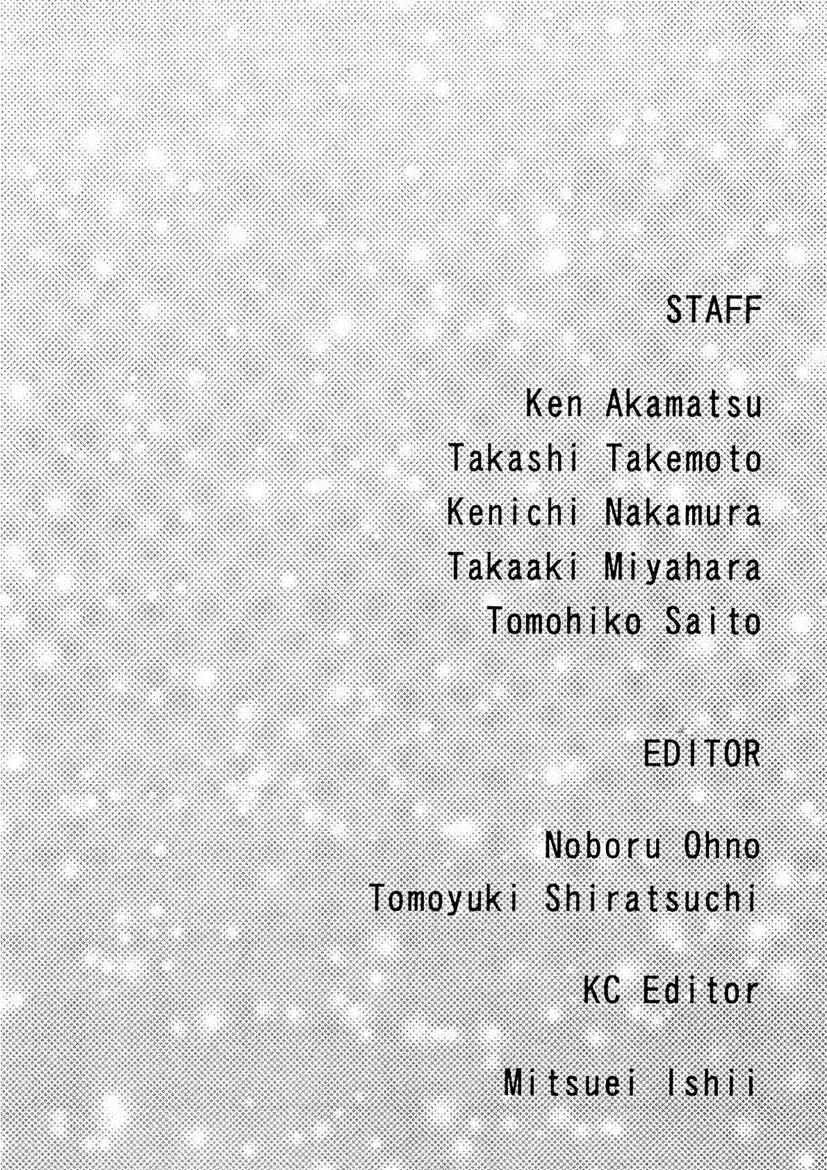 STAFF
Ken Akamatsu
Takashi Takemoto
Kenichi Nakamura
Takaaki Miyahara
Tomohiko Saito
EDITOR
Noboru Ohno
Tomoyuki Shiratsuchi
KC Editor
Mitsuei Ishii